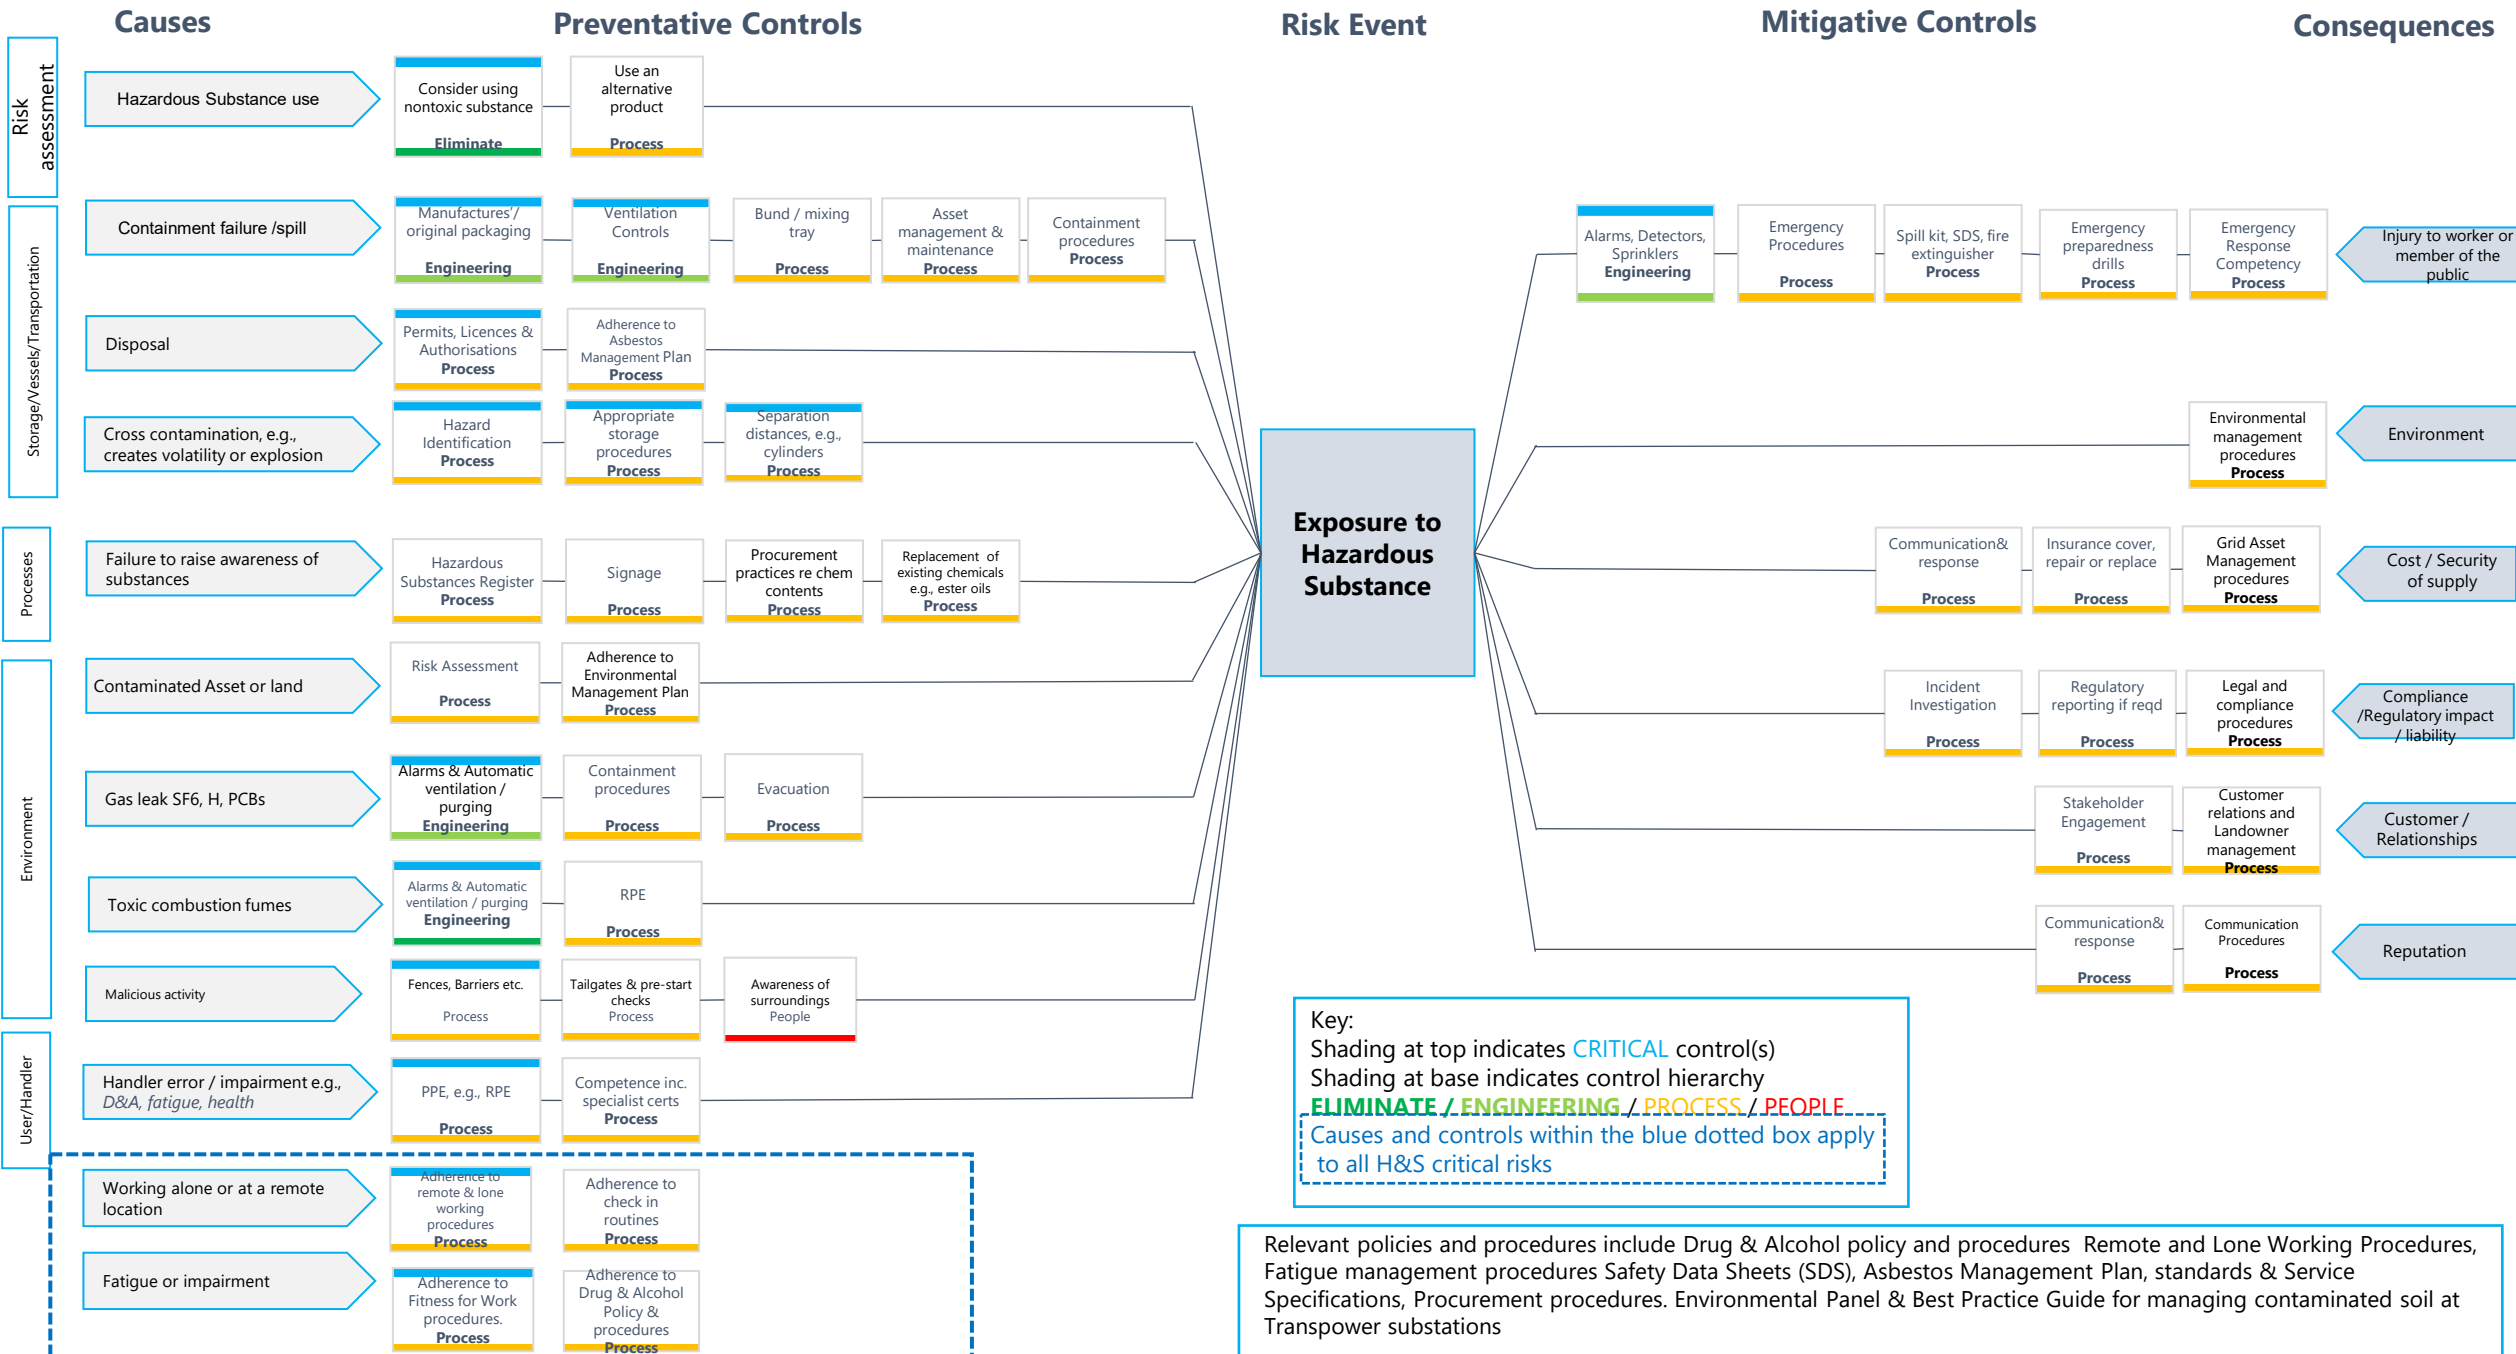 Causes
Preventative Controls
Risk Event
Mitigative Controls
Consequences
Risk
assessment
Hazardous Substance use
Consider using
nontoxic substance
Eliminate
Use an
alternative
product
Process
Storage/Vessels/Transportation
Containment failure /spill
Manufactures’/
original packaging
Engineering
Ventilation
Controls
Engineering
Bund / mixing
tray
Process
Asset
management &
maintenance
Process
Containment
procedures
Process
Disposal
Permits, Licences &
Authorisations
Process
Adherence to
Asbestos
Management Plan
Process
Cross contamination, e.g.,
creates volatility or explosion
Hazard
Identification
Process
Appropriate
storage
procedures
Process
Separation
distances, e.g.,
cylinders
Process
Processes
Failure to raise awareness of
substances
Hazardous
Substances Register
Process
Signage
Process
Procurement
practices re chem
contents
Process
Replacement of
existing chemicals
e.g., ester oils
Process
Environment
Contaminated Asset or land
Risk Assessment
Process
Adherence to
Environmental
Management Plan
Process
Gas leak SF6, H, PCBs
Alarms & Automatic
ventilation /
purging
Engineering
Containment
procedures
Process
Evacuation
Process
Toxic combustion fumes
Alarms & Automatic
ventilation / purging
Engineering
RPE
Process
Malicious activity
Fences, Barriers etc.
Process
Tailgates & pre-start
checks
Process
Awareness of
surroundings
People
User/Handler
Handler error / impairment e.g.,
D&A, fatigue, health
PPE, e.g., RPE
Process
Competence inc.
specialist certs
Process
Working alone or at a remote
location
Adherence to
remote & lone
working
procedures
Process
Adherence to
check in
routines
Process
Fatigue or impairment
Adherence to
Fitness for Work
procedures.
Process
Adherence to
Drug & Alcohol
Policy &
procedures
Process
Exposure to
Hazardous
Substance
Alarms, Detectors,
Sprinklers
Engineering
Emergency
Procedures
Process
Spill kit, SDS, fire
extinguisher
Process
Emergency
preparedness
drills
Process
Emergency
Response
Competency
Process
Injury to worker or
member of the
public
Environmental
management
procedures
Process
Environment
Communication&
response
Process
Insurance cover,
repair or replace
Process
Grid Asset
Management
procedures
Process
Cost / Security
of supply
Incident
Investigation
Process
Regulatory
reporting if reqd
Process
Legal and
compliance
procedures
Process
Compliance
/Regulatory impact
/ liability
Stakeholder
Engagement
Process
Customer
relations and
Landowner
management
Process
Customer /
Relationships
Communication&
response
Process
Communication
Procedures
Process
Reputation
Key:
Shading at top indicates CRITICAL control(s)
Shading at base indicates control hierarchy
ELIMINATE / ENGINEERING / PROCESS / PEOPLE
Causes and controls within the blue dotted box apply
to all H&S critical risks
Relevant policies and procedures include Drug & Alcohol policy and procedures Remote and Lone Working Procedures,
Fatigue management procedures Safety Data Sheets (SDS), Asbestos Management Plan, standards & Service
Specifications, Procurement procedures. Environmental Panel & Best Practice Guide for managing contaminated soil at
Transpower substations